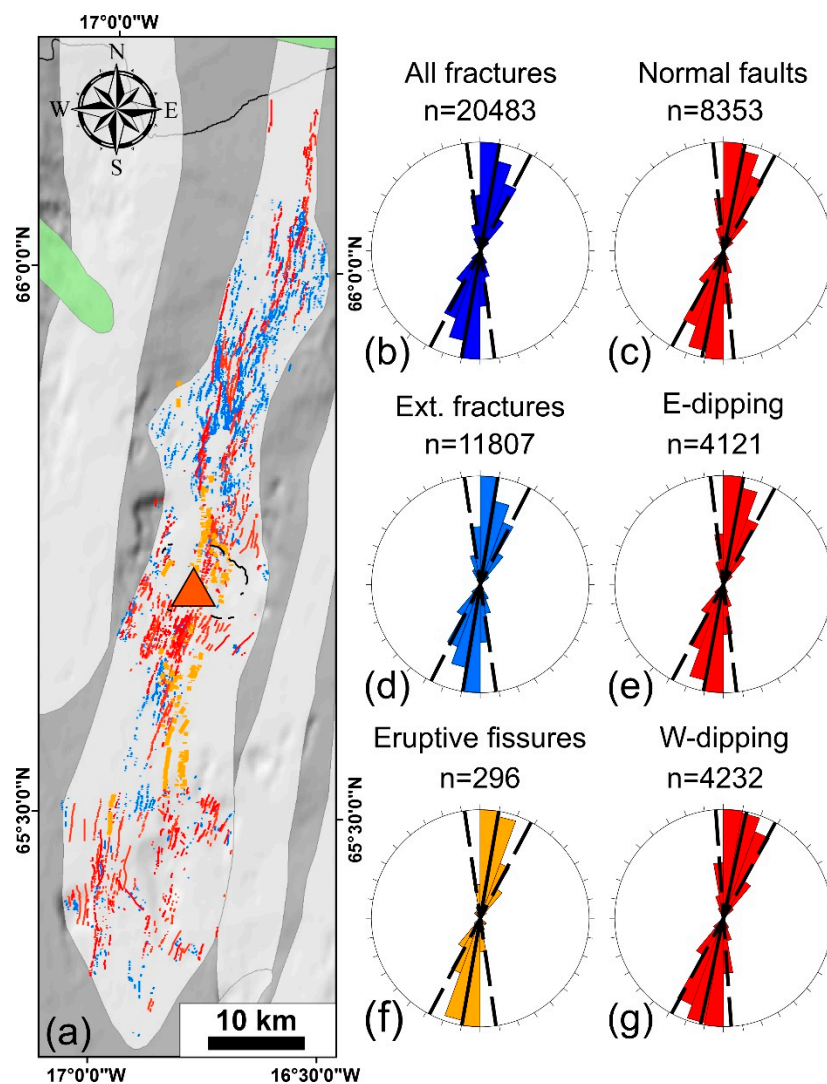 17°0'0"W
N
W E
S
66°0'0"N
66°0'0"N
65°30'0"N
65°30'0"N
(a)
10 km
17°0'0"W
16°30'0"W
All fractures
n=20483
(b)
Normal faults
n=8353
(c)
Ext. fractures
n=11807
(d)
E-dipping
n=4121
(e)
Eruptive fissures
n=296
(f)
W-dipping
n=4232
(g)